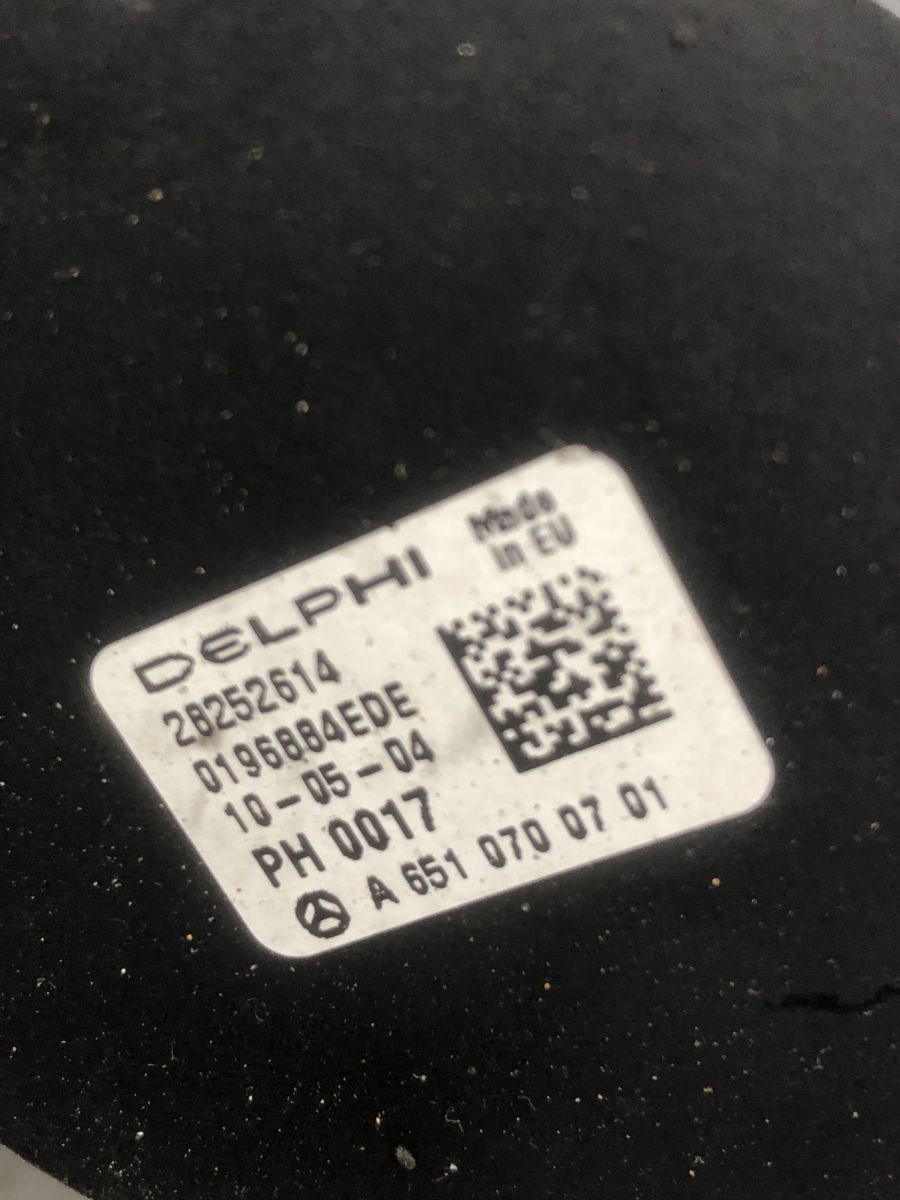 DELPHI
Made
in EU
28252614
0196884EDE
10-05-04
PH 0017
A 651 070 07 01